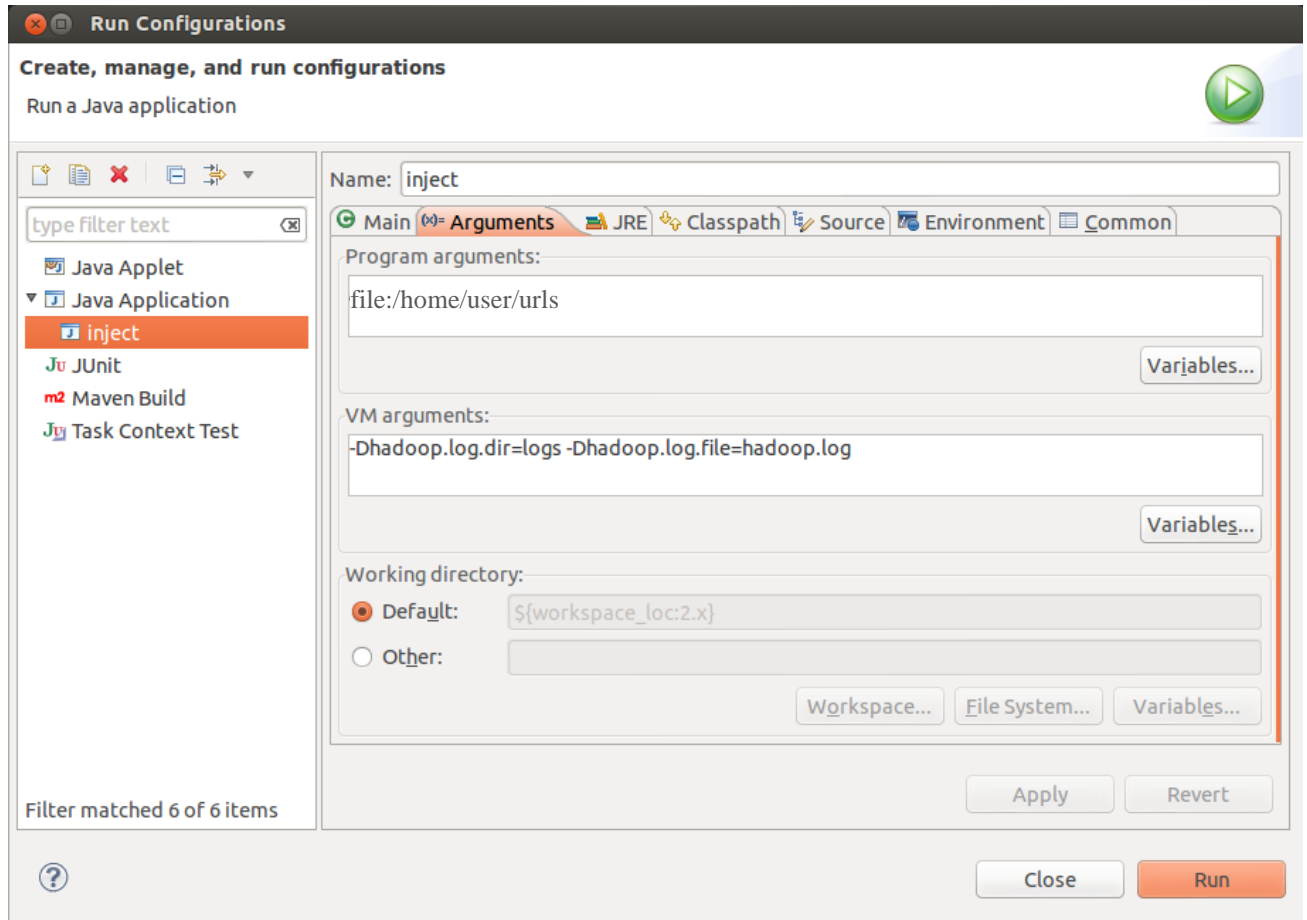 Run Configurations
Create, manage, and run configurations
Run a Java application
type filter text
Java Applet
Java Application
inject
JUnit
Maven Build
Task Context Test
Filter matched 6 of 6 items
Name: inject
Main (x)= Arguments JRE Classpath Source Environment Common
Program arguments:
file:/home/user/urls
Variables...
VM arguments:
-Dhadoop.log.dir=logs -Dhadoop.log.file=hadoop.log
Variables...
Working directory:
Default: ${workspace_loc:2.x}
Other:
Workspace... File System... Variables...
Apply Revert
Close Run